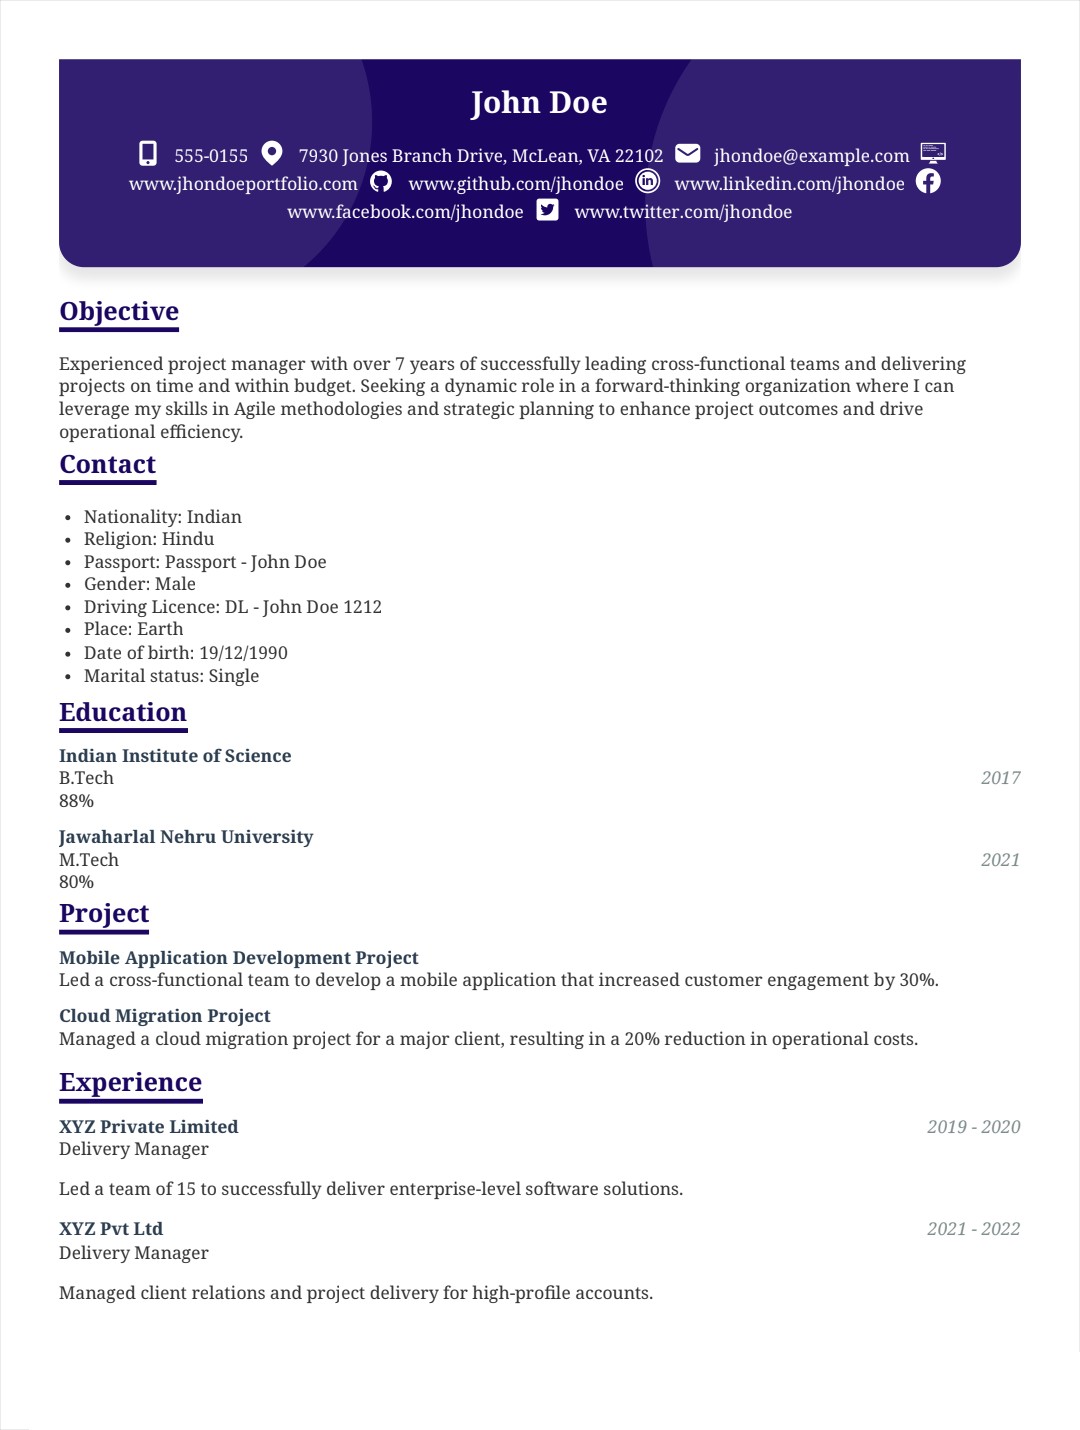 John Doe
555-0155 7930 Jones Branch Drive, McLean, VA 22102 jhondoe@example.com
www.jhondoeportfolio.com www.github.com/jhondoe www.linkedin.com/jhondoe
www.facebook.com/jhondoe www.twitter.com/jhondoe
Objective
Experienced project manager with over 7 years of successfully leading cross-functional teams and delivering
projects on time and within budget. Seeking a dynamic role in a forward-thinking organization where I can
leverage my skills in Agile methodologies and strategic planning to enhance project outcomes and drive
operational efficiency.
Contact
• Nationality: Indian
• Religion: Hindu
• Passport: Passport - John Doe
• Gender: Male
• Driving Licence: DL - John Doe 1212
• Place: Earth
• Date of birth: 19/12/1990
• Marital status: Single
Education
Indian Institute of Science
B.Tech 2017
88%
Jawaharlal Nehru University
M.Tech 2021
80%
Project
Mobile Application Development Project
Led a cross-functional team to develop a mobile application that increased customer engagement by 30%.
Cloud Migration Project
Managed a cloud migration project for a major client, resulting in a 20% reduction in operational costs.
Experience
XYZ Private Limited 2019 - 2020
Delivery Manager
Led a team of 15 to successfully deliver enterprise-level software solutions.
XYZ Pvt Ltd 2021 - 2022
Delivery Manager
Managed client relations and project delivery for high-profile accounts.